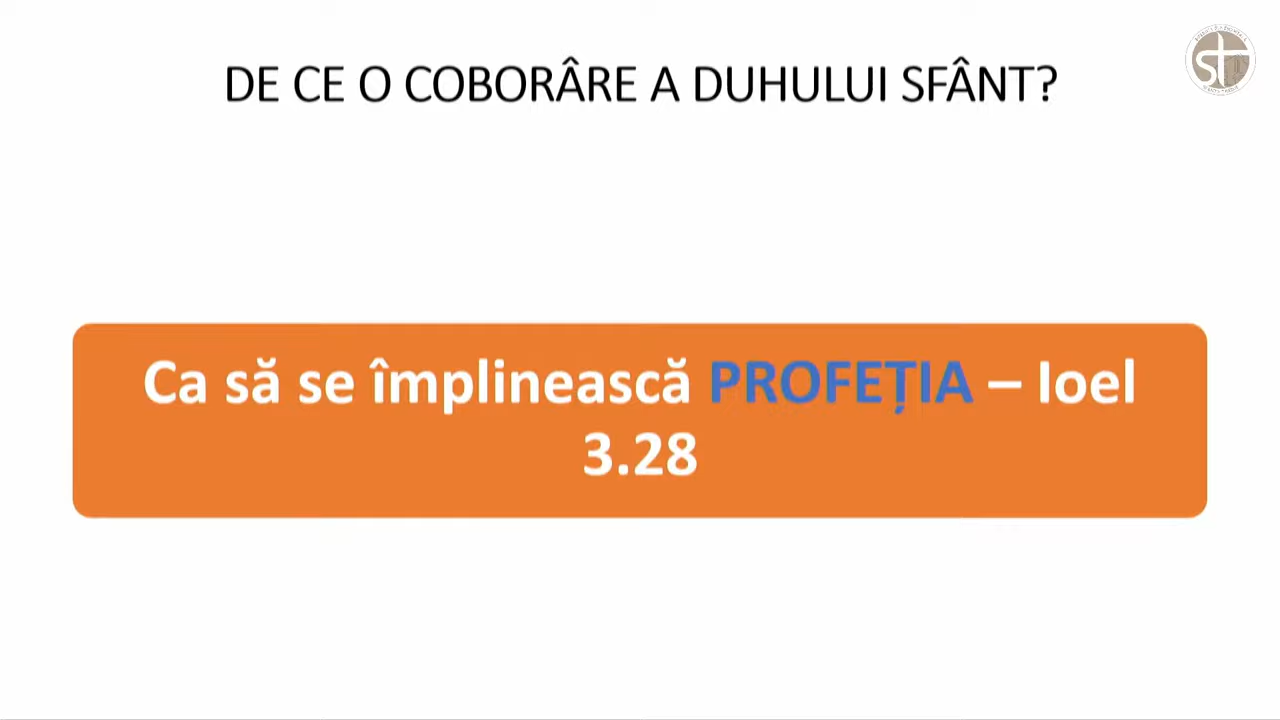 DE CE O COBORÂRE A DUHULUI SFÂNT?
Ca să se împlinească PROFEȚIA – Ioel
3.28